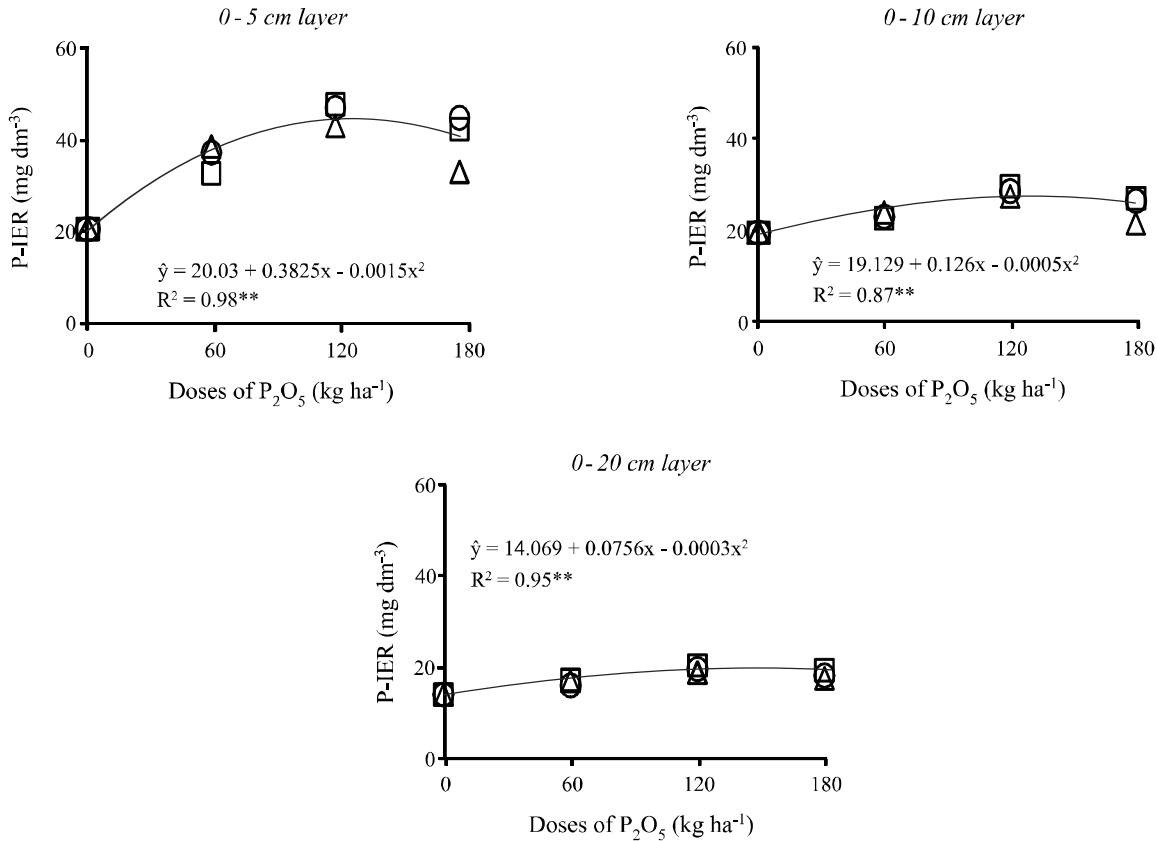 0 - 5 cm layer
60
40
20
0
P-IER (mg dm⁻³)
ŷ = 20.03 + 0.3825x - 0.0015x²
R² = 0.98**
0 60 120 180
Doses of P₂O₅ (kg ha⁻¹)
0 - 10 cm layer
60
40
20
0
P-IER (mg dm⁻³)
ŷ = 19.129 + 0.126x - 0.0005x²
R² = 0.87**
0 60 120 180
Doses of P₂O₅ (kg ha⁻¹)
0 - 20 cm layer
60
40
20
0
P-IER (mg dm⁻³)
ŷ = 14.069 + 0.0756x - 0.0003x²
R² = 0.95**
0 60 120 180
Doses of P₂O₅ (kg ha⁻¹)